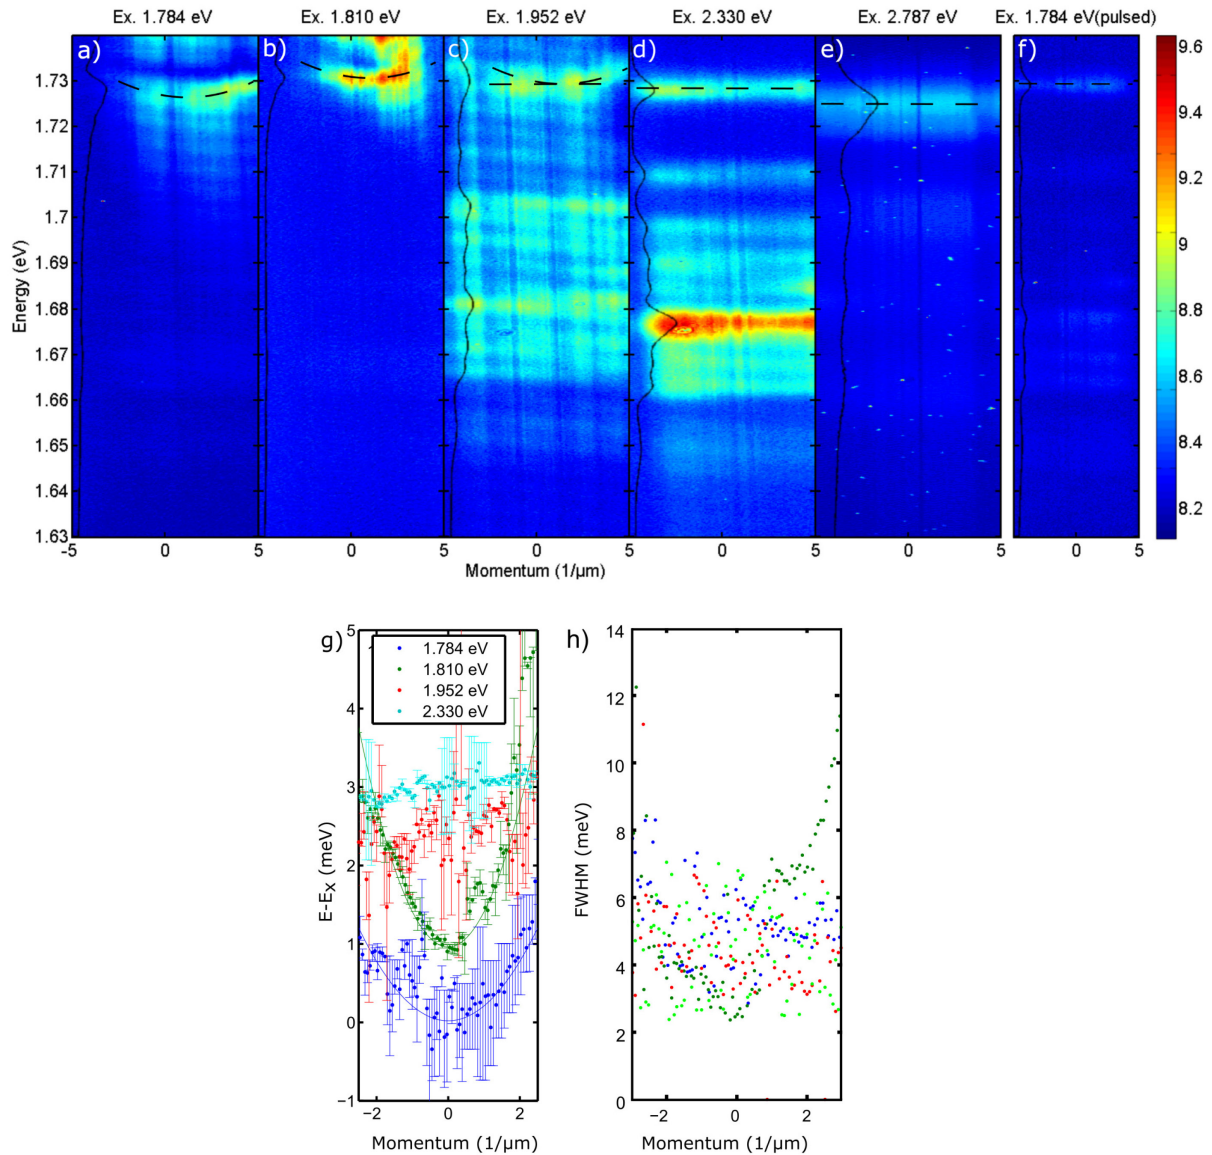 Ex. 1.784 eV
Ex. 1.810 eV
Ex. 1.952 eV
Ex. 2.330 eV
Ex. 2.787 eV
Ex. 1.784 eV(pulsed)
a)
b)
c)
d)
e)
f)
Energy (eV)
1.73
1.72
1.71
1.7
1.69
1.68
1.67
1.66
1.65
1.64
1.63
-5
0
5
0
5
0
5
0
5
0
5
0
5
Momentum (1/µm)
9.6
9.4
9.2
9
8.8
8.6
8.4
8.2
g)
1.784 eV
1.810 eV
1.952 eV
2.330 eV
E-EX (meV)
5
4
3
2
1
0
−1
−2
0
2
Momentum (1/µm)
h)
FWHM (meV)
14
12
10
8
6
4
2
0
−2
0
2
Momentum (1/µm)